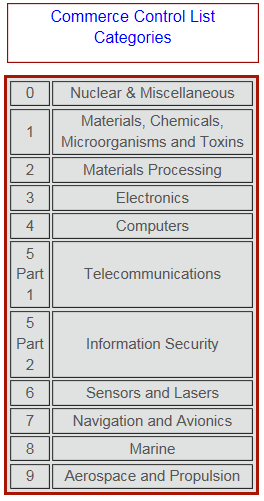 Commerce Control List
Categories
0 Nuclear & Miscellaneous
1 Materials, Chemicals,
Microorganisms and Toxins
2 Materials Processing
3 Electronics
4 Computers
5
Part
1
Telecommunications
5
Part
2
Information Security
6 Sensors and Lasers
7 Navigation and Avionics
8 Marine
9 Aerospace and Propulsion